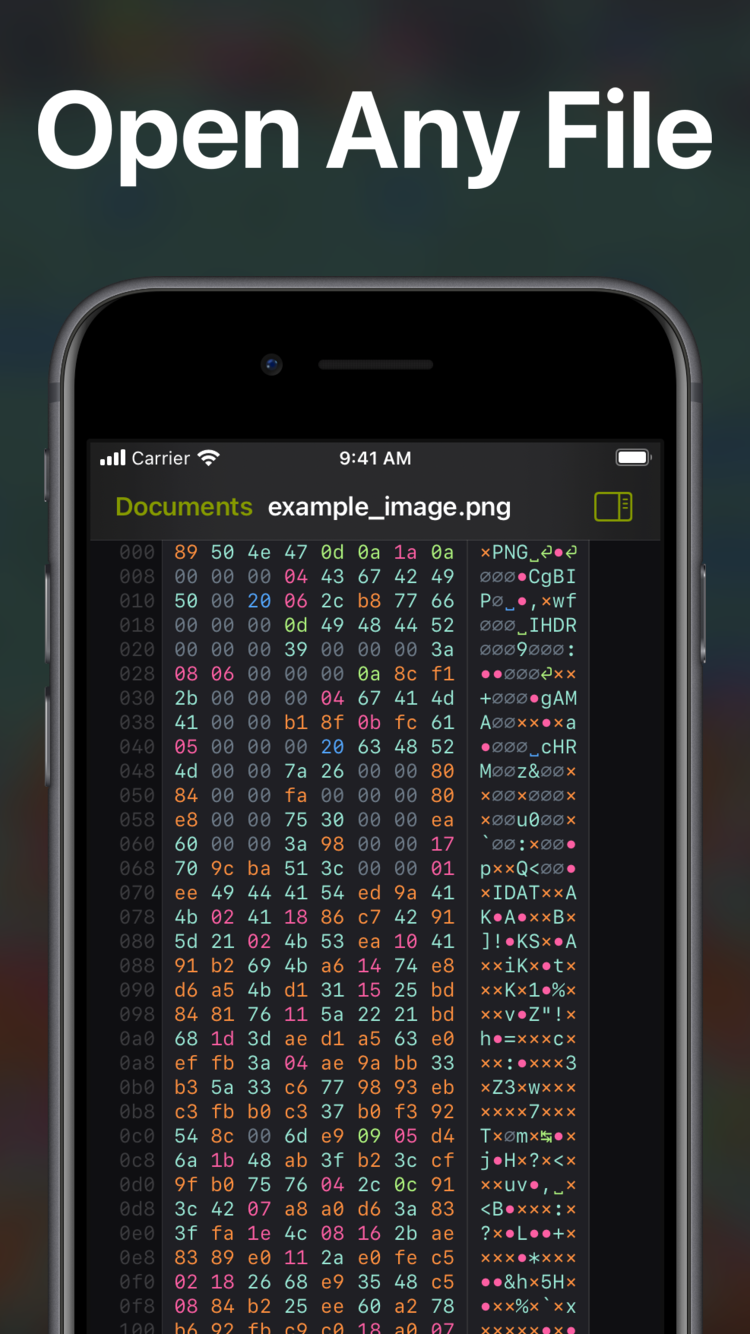 Open Any File
Carrier 9:41 AM
Documents example_image.png
000 89 50 4e 47 0d 0a 1a 0a ×PNG␣⏎•⏎
008 00 00 00 04 43 67 42 49 ∅∅∅•CgBI
010 50 00 20 06 2c b8 77 66 P∅␣•,×wf
018 00 00 00 0d 49 48 44 52 ∅∅∅␣IHDR
020 00 00 00 39 00 00 00 3a ∅∅∅9∅∅∅:
028 08 06 00 00 00 0a 8c f1 ••∅∅∅⏎××
030 2b 00 00 00 04 67 41 4d +∅∅∅•gAM
038 41 00 00 b1 8f 0b fc 61 A∅∅××•×a
040 05 00 00 00 20 63 48 52 •∅∅∅␣cHR
048 4d 00 00 7a 26 00 00 80 M∅∅z&∅∅×
050 84 00 00 fa 00 00 00 80 ×∅∅×∅∅∅×
058 e8 00 00 75 30 00 00 ea ×∅∅u0∅∅×
060 60 00 00 3a 98 00 00 17 `∅∅:×∅∅•
068 70 9c ba 51 3c 00 00 01 p××Q<∅∅•
070 ee 49 44 41 54 ed 9a 41 ×IDAT××A
078 4b 02 41 18 86 c7 42 91 K•A•××B×
080 5d 21 02 4b 53 ea 10 41 ]!•KS×•A
088 91 b2 69 4b a6 14 74 e8 ××iK×•t×
090 d6 a5 4b d1 31 15 25 bd ××K×1•%×
098 84 81 76 11 5a 22 21 bd ××v•Z"!×
0a0 68 1d 3d ae d1 a5 63 e0 h•=×××c×
0a8 ef fb 3a 04 ae 9a bb 33 ××:•×××3
0b0 b3 5a 33 c6 77 98 93 eb ×Z3×w×××
0b8 c3 fb b0 c3 37 b0 f3 92 ××××7×××
0c0 54 8c 00 6d e9 09 05 d4 T×∅m×↹•×
0c8 6a 1b 48 ab 3f b2 3c cf j•H×?×<×
0d0 9f b0 75 76 04 2c 0c 91 ××uv•,␣×
0d8 3c 42 07 a8 a0 d6 3a 83 <B•×××:×
0e0 3f fa 1e 4c 08 16 2b ae ?×•L••+×
0e8 83 89 e0 11 2a e0 fe c5 ×××•*×××
0f0 02 18 26 68 e9 35 48 c5 ••&h×5H×
0f8 08 84 b2 25 ee 60 a2 78 •××%×`×x
100 b6 92 fb c9 c0 18 a0 07 ×××××•×•